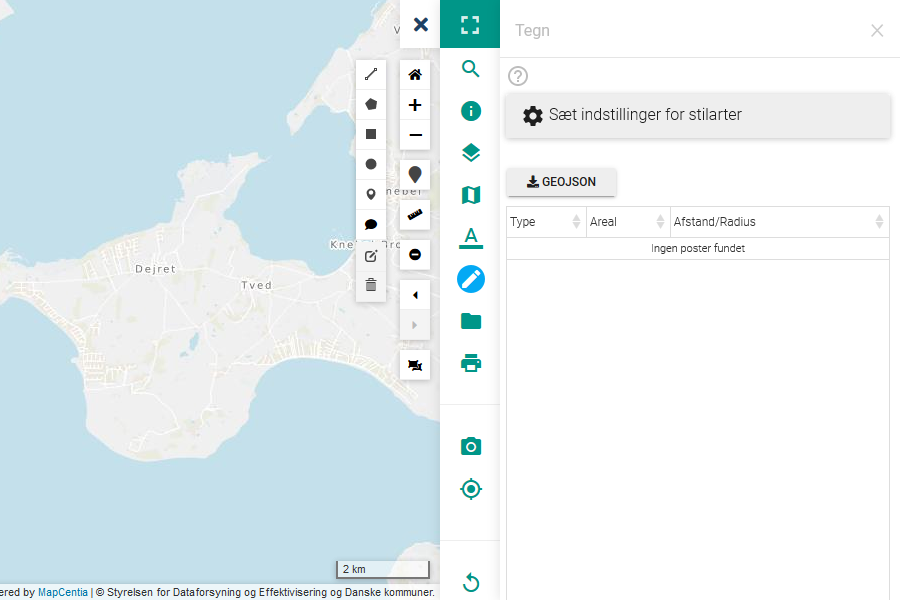 Tegn
Sæt indstillinger for stilarter
GEOJSON
Type
Areal
Afstand/Radius
Ingen poster fundet
Dejret
Tved
2 km
ered by MapCentia | © Styrelsen for Dataforsyning og Effektivisering og Danske kommuner.